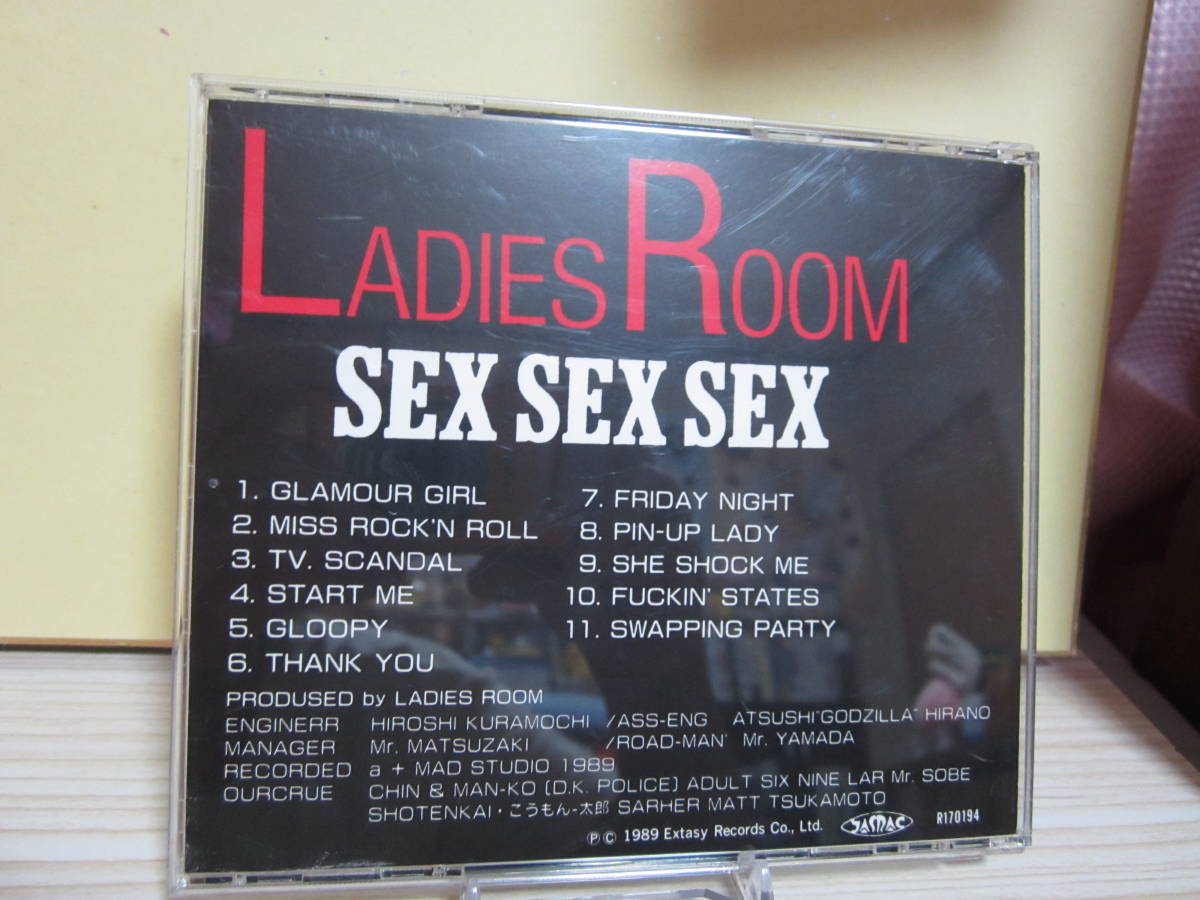 LADIES ROOM
SEX SEX SEX
1. GLAMOUR GIRL
2. MISS ROCK'N ROLL
3. TV. SCANDAL
4. START ME
5. GLOOPY
6. THANK YOU
7. FRIDAY NIGHT
8. PIN-UP LADY
9. SHE SHOCK ME
10. FUCKIN' STATES
11. SWAPPING PARTY
PRODUSED by LADIES ROOM
ENGINERR HIROSHI KURAMOCHI /ASS-ENG ATSUSHI"GODZILLA" HIRANO
MANAGER Mr. MATSUZAKI /ROAD-MAN' Mr. YAMADA
RECORDED a + MAD STUDIO 1989
OURCRUE CHIN & MAN-KO (D.K. POLICE) ADULT SIX NINE LAR Mr. SOBE
SHOTENKAI・こうもん-太郎 SARHER MATT TSUKAMOTO
ⓅⒸ 1989 Extasy Records Co., Ltd. JASRAC R170194